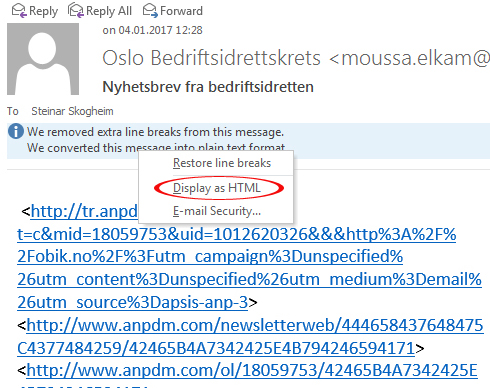 Reply Reply All Forward
on 04.01.2017 12:28
Oslo Bedriftsidrettskrets <moussa.elkam@
Nyhetsbrev fra bedriftsidretten
To Steinar Skogheim
We removed extra line breaks from this message.
We converted this message into plain text format.
Restore line breaks
Display as HTML
E-mail Security...
<http://tr.anpdm
t=c&mid=18059753&uid=1012620326&&&http%3A%2F%
2Fobik.no%2F%3Futm_campaign%3Dunspecified%
26utm_content%3Dunspecified%26utm_medium%3Demail%
26utm_source%3Dapsis-anp-3>
<http://www.anpdm.com/newsletterweb/444658437648475
C4377484259/42465B4A7342425E4B794246594171>
<http://www.anpdm.com/ol/18059753/42465B4A7342425E